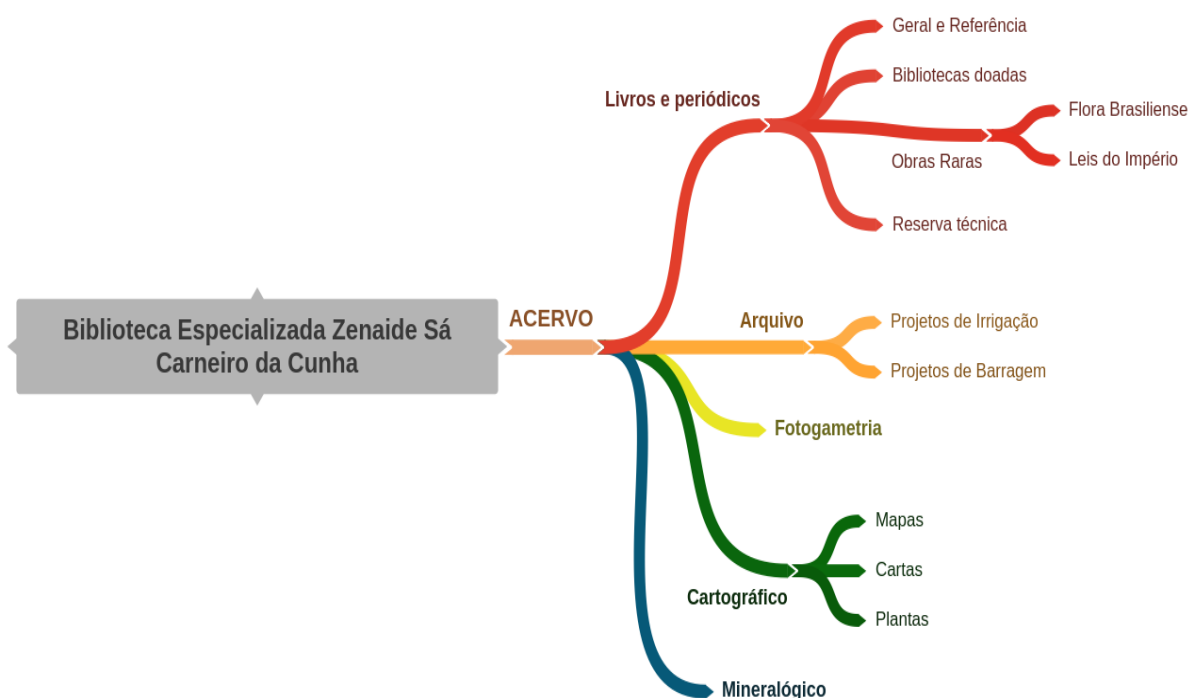 Biblioteca Especializada Zenaide Sá
Carneiro da Cunha
ACERVO
Livros e periódicos
Geral e Referência
Bibliotecas doadas
Obras Raras
Flora Brasiliense
Leis do Império
Reserva técnica
Arquivo
Projetos de Irrigação
Projetos de Barragem
Fotogametria
Cartográfico
Mapas
Cartas
Plantas
Mineralógico